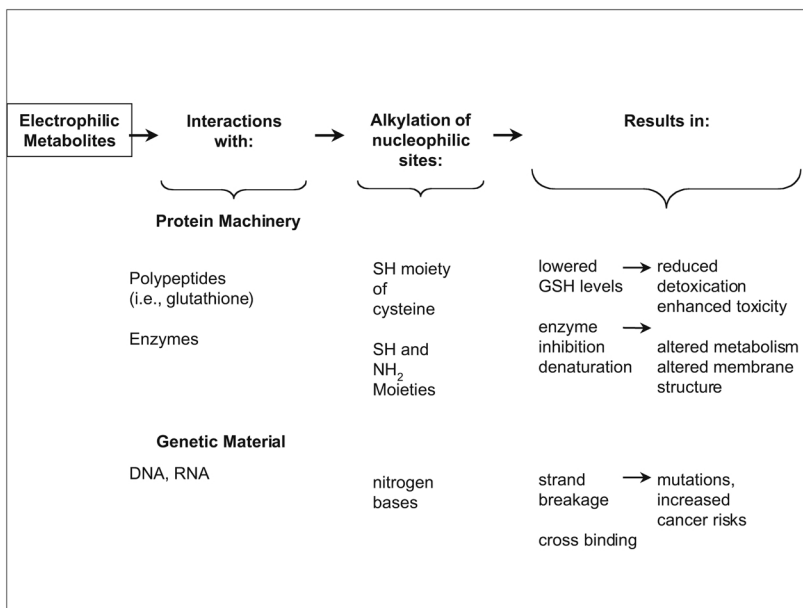 Electrophilic
Metabolites
Interactions
with:
Alkylation of
nucleophilic
sites:
Results in:
Protein Machinery
Polypeptides
(i.e., glutathione)
SH moiety
of
cysteine
lowered
GSH levels
reduced
detoxication
enhanced toxicity
Enzymes
SH and
NH2
Moieties
enzyme
inhibition
denaturation
altered metabolism
altered membrane
structure
Genetic Material
DNA, RNA
nitrogen
bases
strand
breakage
cross binding
mutations,
increased
cancer risks